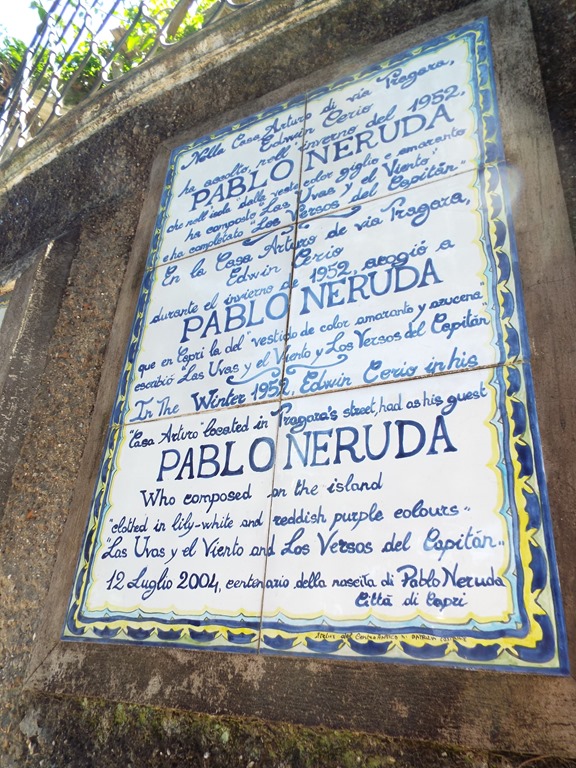 Nella Casa Arturo di via Tragara,
Edwin Cerio
ha accolto, nell'inverno del 1952,
PABLO NERUDA
che nell'isola "dalla veste color giglio e amaranto
ha composto "Las Uvas y el Viento"
e ha completato "Los Versos del Capitán"
En la Casa Arturo de via Tragara,
Edwin Cerio
durante el invierno de 1952, acogió a
PABLO NERUDA
que en Capri la del "vestido de color amaranto y azucena"
escribió "Las Uvas y el Viento y Los Versos del Capitán
In The Winter 1952, Edwin Cerio in his
"Casa Arturo" located in Tragara's street, had as his guest
PABLO NERUDA
Who composed on the island
"clothed in lily-white and reddish purple colours"
"Las Uvas y el Viento and Los Versos del Capitán"
12 Luglio 2004, centenario della nascita di Pablo Neruda
Città di Capri